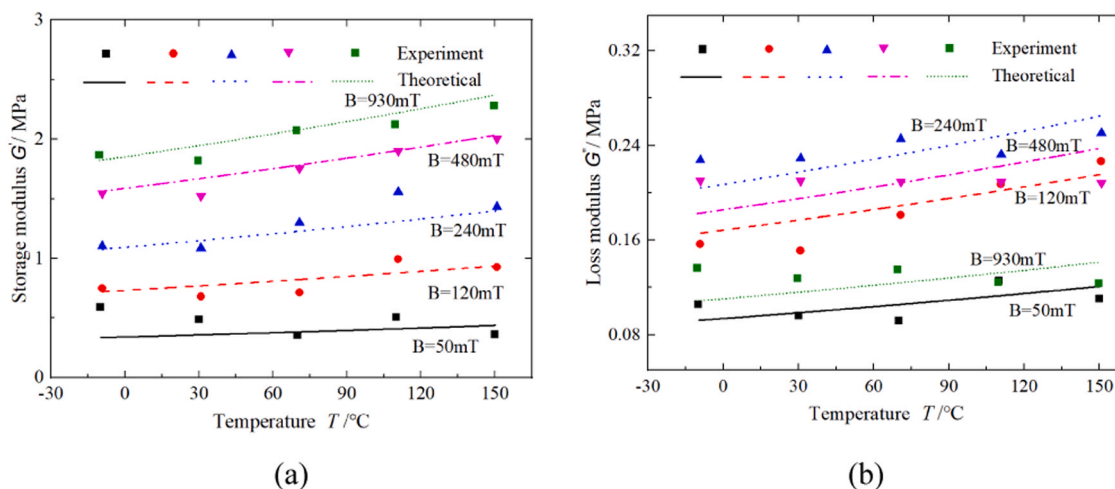 3
2
1
0
Storage modulus G'/ MPa
Experiment
Theoretical
B=930mT
B=480mT
B=240mT
B=120mT
B=50mT
-30 0 30 60 90 120 150
Temperature T /°C
(a)
0.32
0.24
0.16
0.08
Loss modulus G"/ MPa
Experiment
Theoretical
B=240mT
B=480mT
B=120mT
B=930mT
B=50mT
-30 0 30 60 90 120 150
Temperature T /°C
(b)